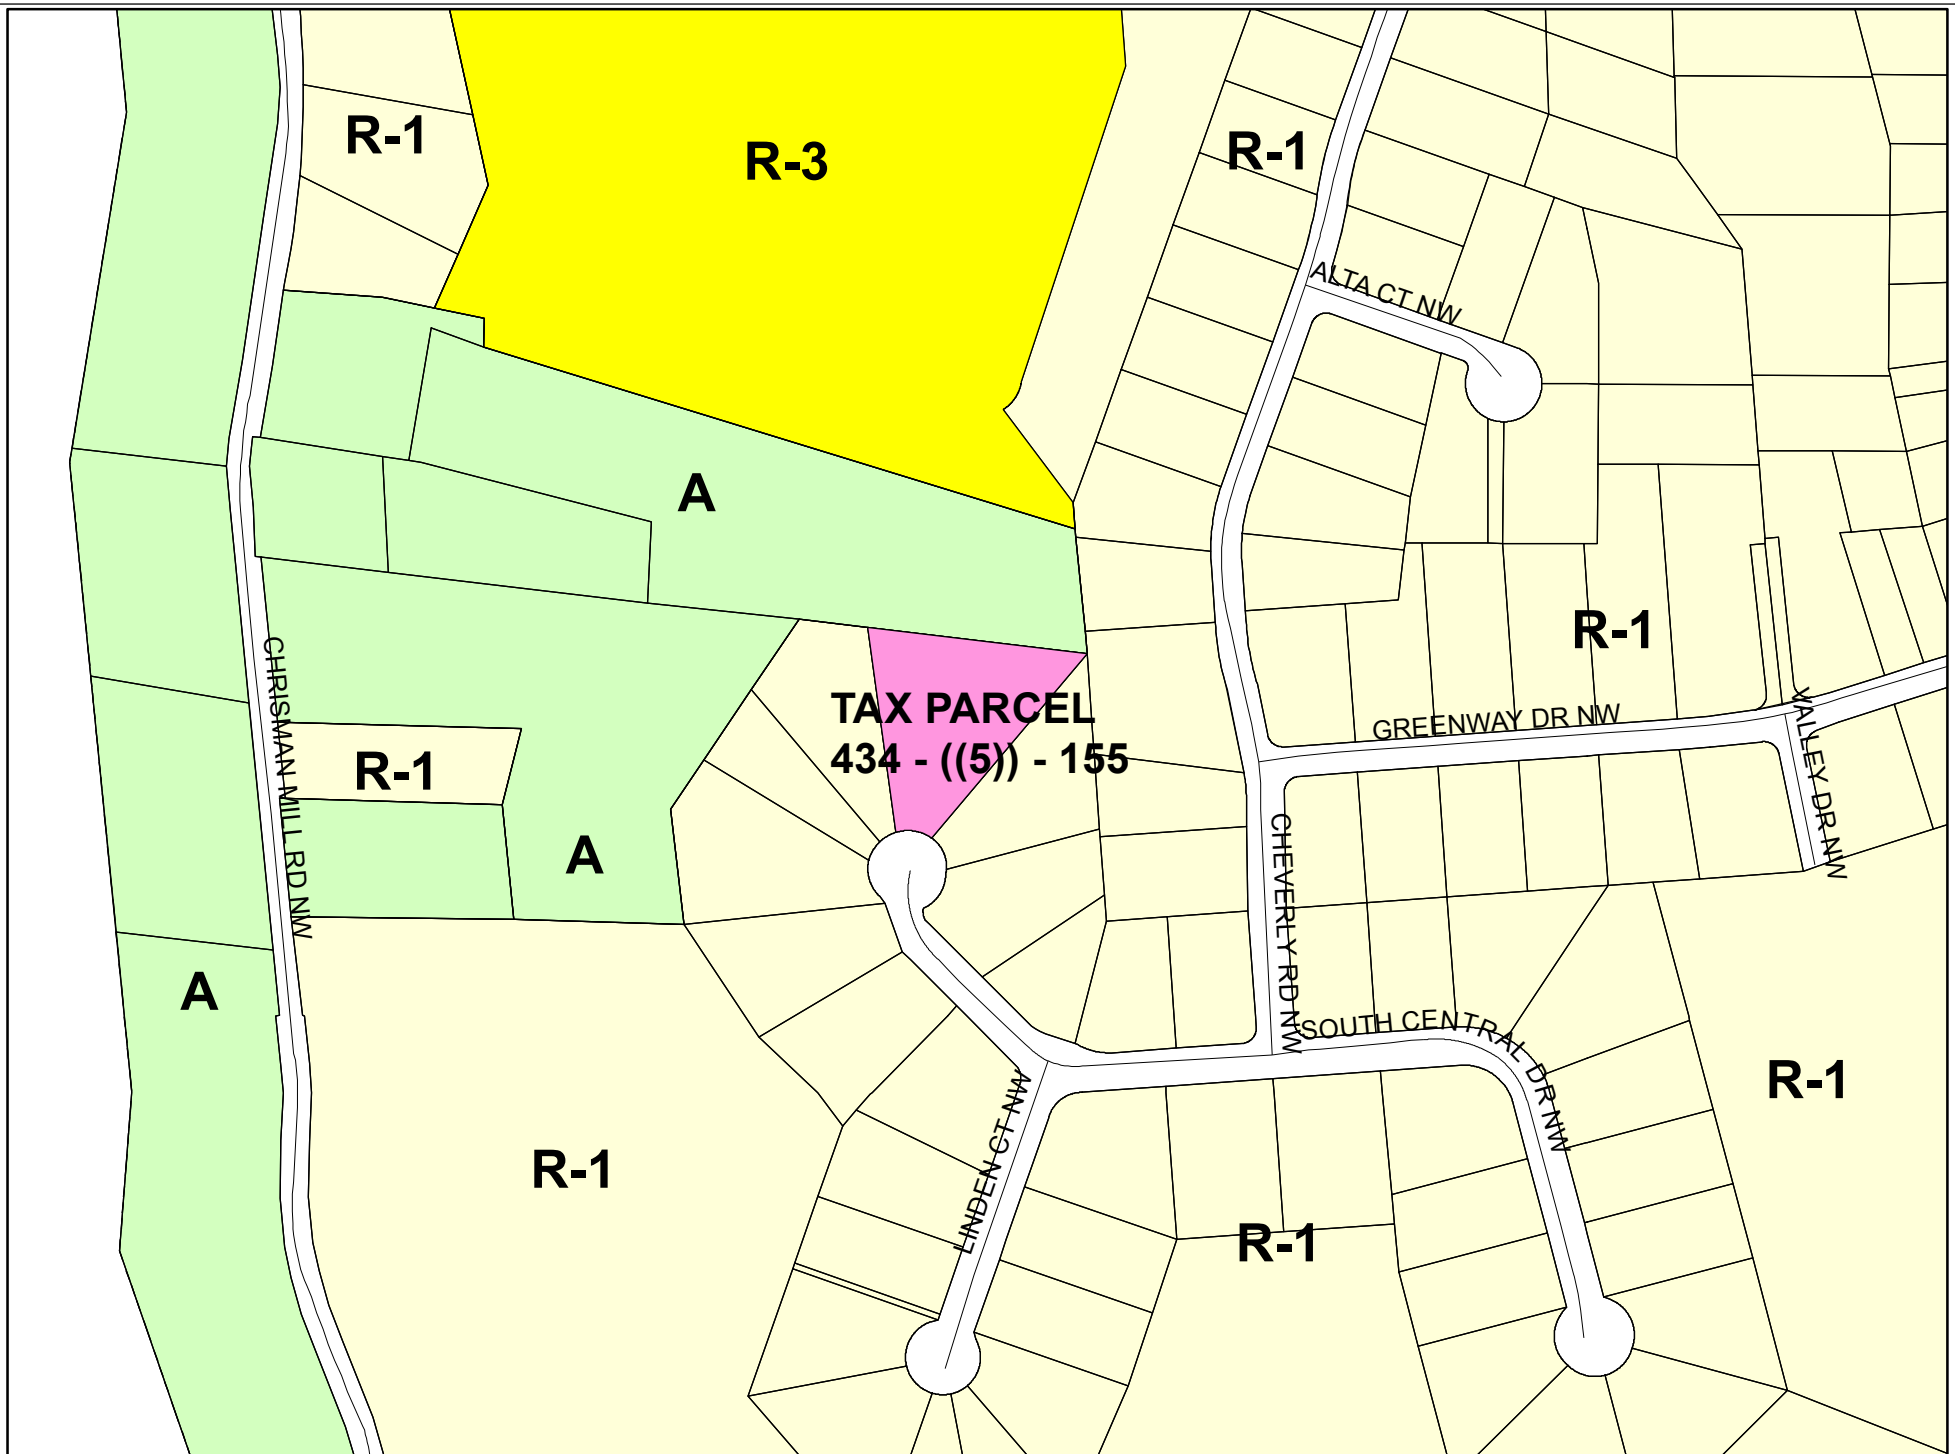 R-1
R-3
R-1
ALTA CT NW
A
R-1
CHRISMAN MILL RD NW
TAX PARCEL
434 - ((5)) - 155
GREENWAY DR NW
VALLEY DR NW
R-1
A
CHEVERLY RD NW
A
SOUTH CENTRAL DR NW
R-1
LINDEN CT NW
R-1
R-1